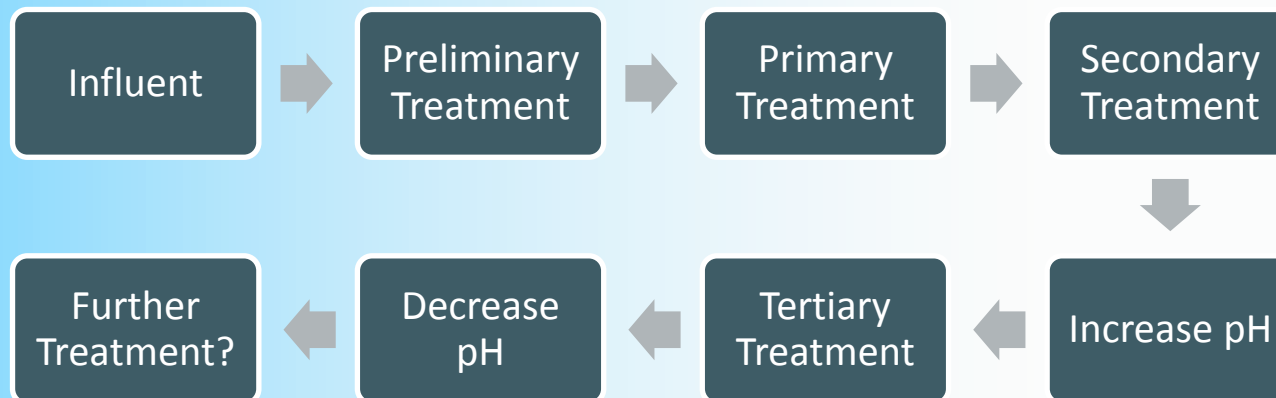 Influent
Preliminary
Treatment
Primary
Treatment
Secondary
Treatment
Increase pH
Tertiary
Treatment
Decrease
pH
Further
Treatment?